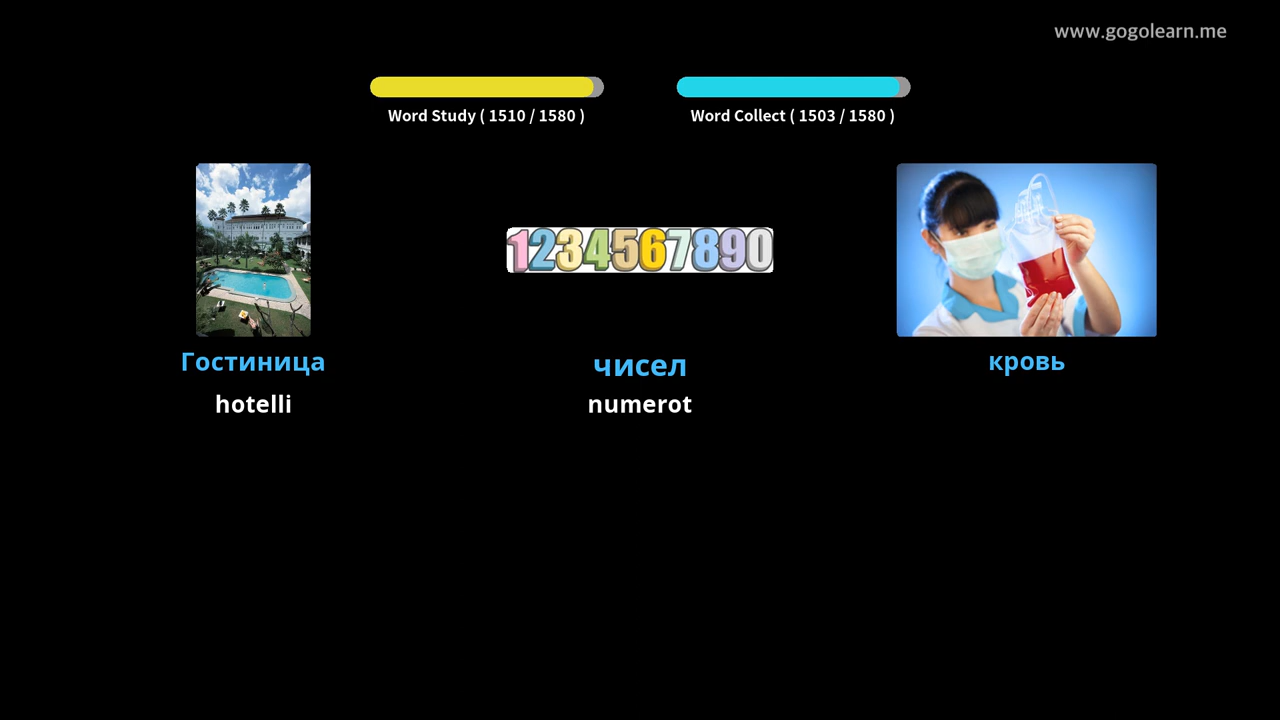 www.gogolearn.me
Word Study ( 1510 / 1580 )
Word Collect ( 1503 / 1580 )
1234567890
Гостиница
чисел
кровь
hotelli
numerot